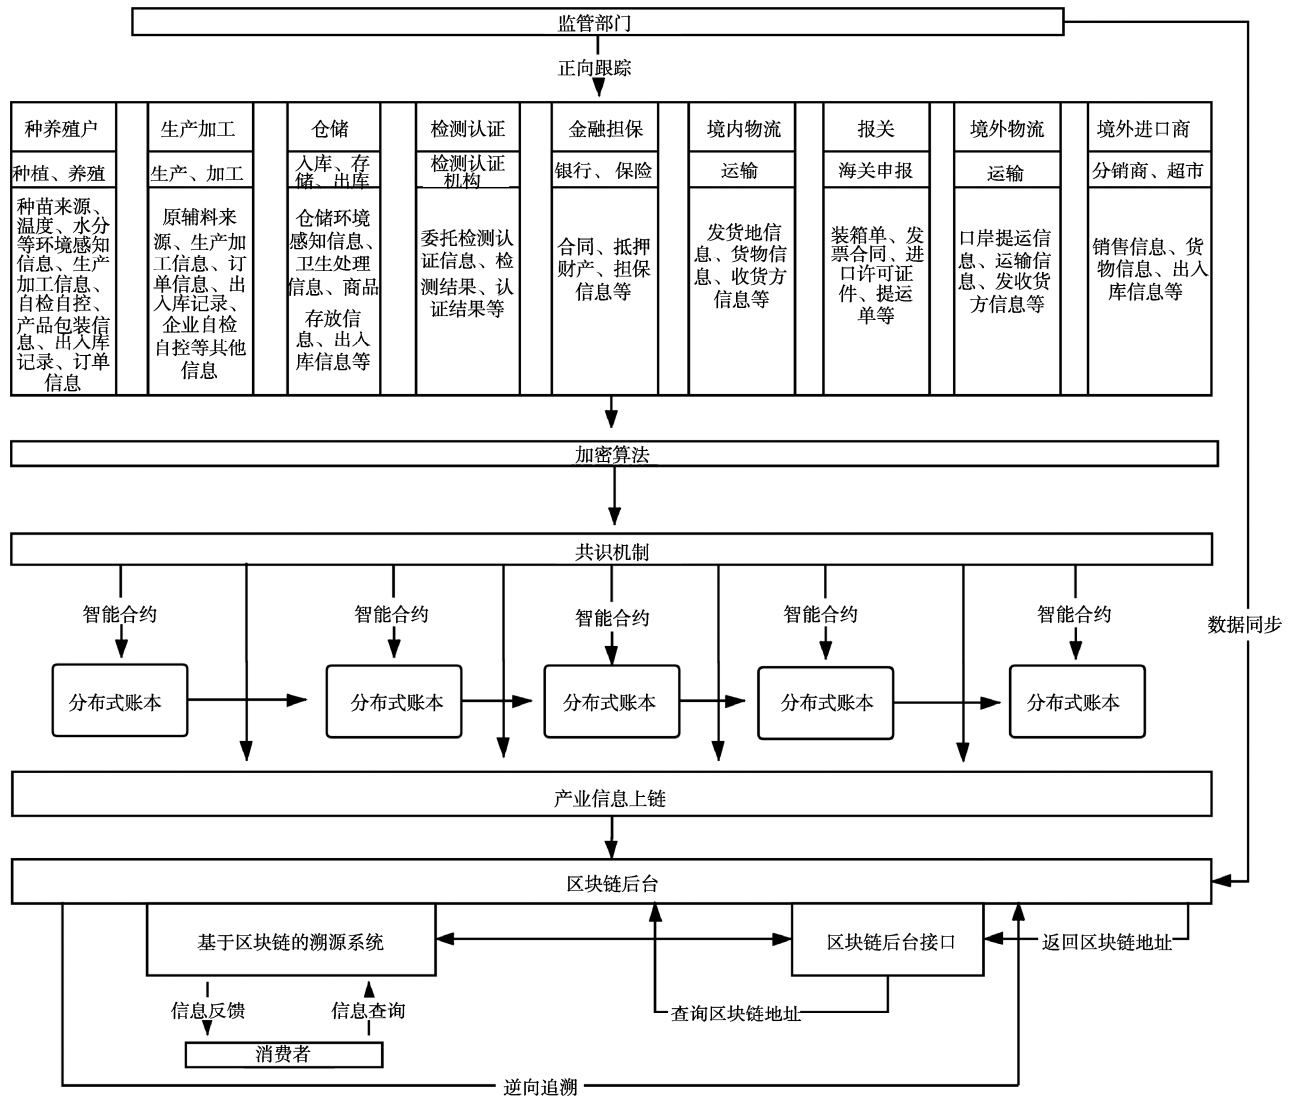 监管部门
正向跟踪
种养殖户
生产加工
仓储
检测认证
金融担保
境内物流
报关
境外物流
境外进口商
种植、养殖
生产、加工
入库、存
储、出库
检测认证
机构
银行、保险
运输
海关申报
运输
分销商、超市
种苗来源、
温度、水分
等环境感知
信息、生产
加工信息、
自检自控、
产品包装信
息、出入库
记录、订单
信息
原辅料来
源、生产加
工信息、订
单信息、出
入库记录、
企业自检
自控等其他
信息
仓储环境
感知信息、
卫生处理
信息、商品
存放信
息、出入
库信息等
委托检测认
证信息、检
测结果、认
证结果等
合同、抵押
财产、担保
信息等
发货地信
息、货物信
息、收货方
信息等
装箱单、发
票合同、进
口许可证
件、提运
单等
口岸提运信
息、运输信
息、发收货
方信息等
销售信息、货
物信息、出入
库信息等
加密算法
共识机制
智能合约
智能合约
智能合约
智能合约
智能合约
数据同步
分布式账本
分布式账本
分布式账本
分布式账本
分布式账本
产业信息上链
区块链后台
基于区块链的溯源系统
区块链后台接口
返回区块链地址
信息反馈
信息查询
查询区块链地址
消费者
逆向追溯